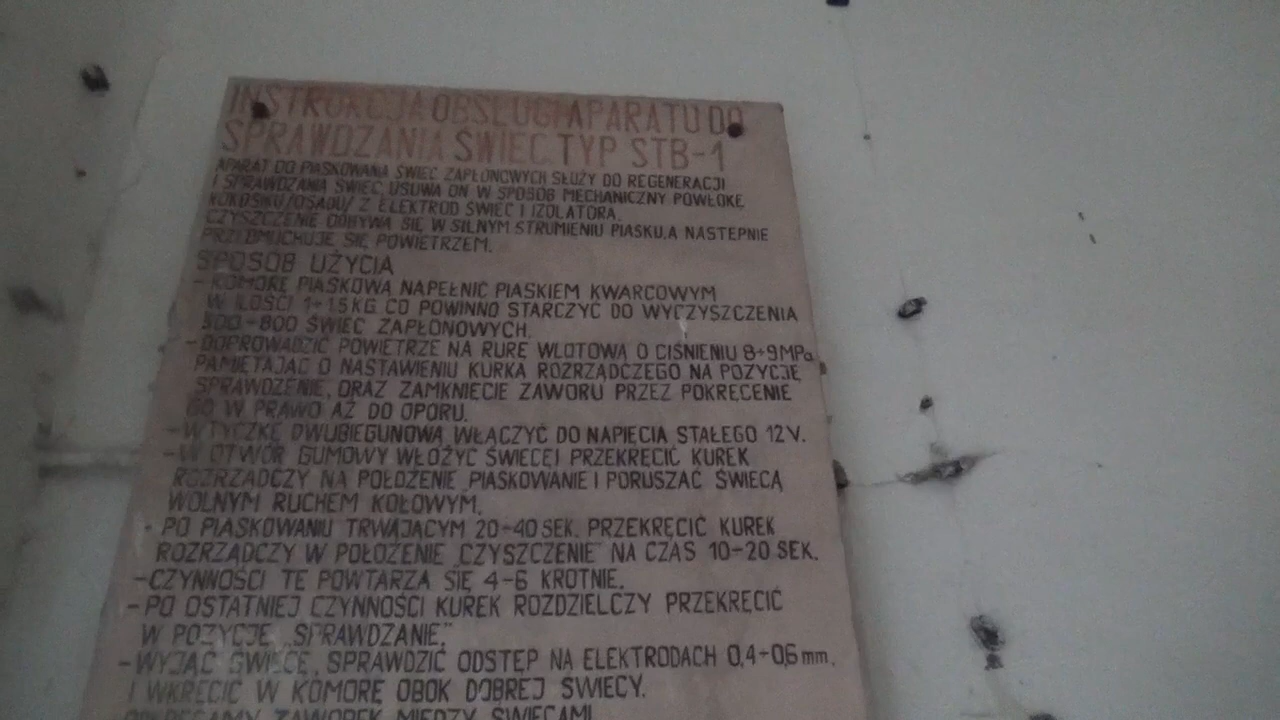 INSTRUKCJA OBSŁUGI APARATU DO
SPRAWDZANIA ŚWIEC TYP STB-1
APARAT DO PIASKOWANIA ŚWIEC ZAPŁONOWYCH SŁUŻY DO REGENERACJI
I SPRAWDZANIA ŚWIEC, USUWA ON W SPOSÓB MECHANICZNY POWŁOKĘ
KOKOSIKU/OSADU/ Z ELEKTROD ŚWIEC I IZOLATORA.
CZYSZCZENIE ODBYWA SIĘ W SILNYM STRUMIENIU PIASKU,A NASTĘPNIE
PRZEDMUCHUJE SIĘ POWIETRZEM.
SPOSÓB UŻYCIA
- KOMORĘ PIASKOWĄ NAPEŁNIĆ PIASKIEM KWARCOWYM
W ILOŚCI 1÷1.5KG. CO POWINNO STARCZYĆ DO WYCZYSZCZENIA
500-800 ŚWIEC ZAPŁONOWYCH.
- DOPROWADZIĆ POWIETRZE NA RURĘ WLOTOWĄ O CIŚNIENIU 8÷9MPa
PAMIĘTAJĄC O NASTAWIENIU KURKA ROZRZĄDCZEGO NA POZYCJĘ
SPRAWDZENIE, ORAZ ZAMKNIĘCIE ZAWORU PRZEZ POKRĘCENIE
GO W PRAWO AŻ DO OPORU.
- WTYCZKĘ DWUBIEGUNOWĄ WŁĄCZYĆ DO NAPIĘCIA STAŁEGO 12V.
- W OTWÓR GUMOWY WŁOŻYĆ ŚWIECĘ I PRZEKRĘCIĆ KUREK
ROZRZĄDCZY NA POŁOŻENIE „PIASKOWANIE I PORUSZAĆ ŚWIECĄ
WOLNYM RUCHEM KOŁOWYM.
- PO PIASKOWANIU TRWAJĄCYM 20-40 SEK. PRZEKRĘCIĆ KUREK
ROZRZĄDCZY W POŁOŻENIE „CZYSZCZENIE” NA CZAS 10-20 SEK.
- CZYNNOŚCI TE POWTARZA SIĘ 4-6 KROTNIE.
- PO OSTATNIEJ CZYNNOŚCI KUREK ROZDZIELCZY PRZEKRĘCIĆ
W POZYCJĘ „SPRAWDZANIE.”
- WYJĄĆ ŚWIECĘ, SPRAWDZIĆ ODSTĘP NA ELEKTRODACH 0,4÷0,6 mm.
I WKRĘCIĆ W KOMORĘ OBOK DOBREJ ŚWIECY.
ZAWOREK MIĘDZY ŚWIECAMI